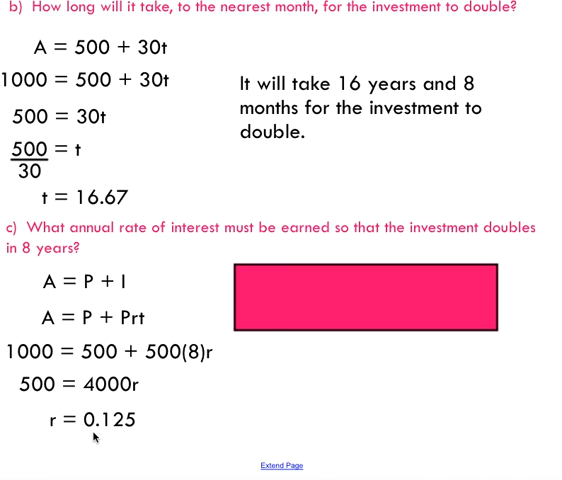 b) How long will it take, to the nearest month, for the investment to double?
A = 500 + 30t
1000 = 500 + 30t
500 = 30t
500
30 = t
t = 16.67
It will take 16 years and 8
months for the investment to
double.
c) What annual rate of interest must be earned so that the investment doubles
in 8 years?
A = P + I
A = P + Prt
1000 = 500 + 500(8)r
500 = 4000r
r = 0.125
Extend Page